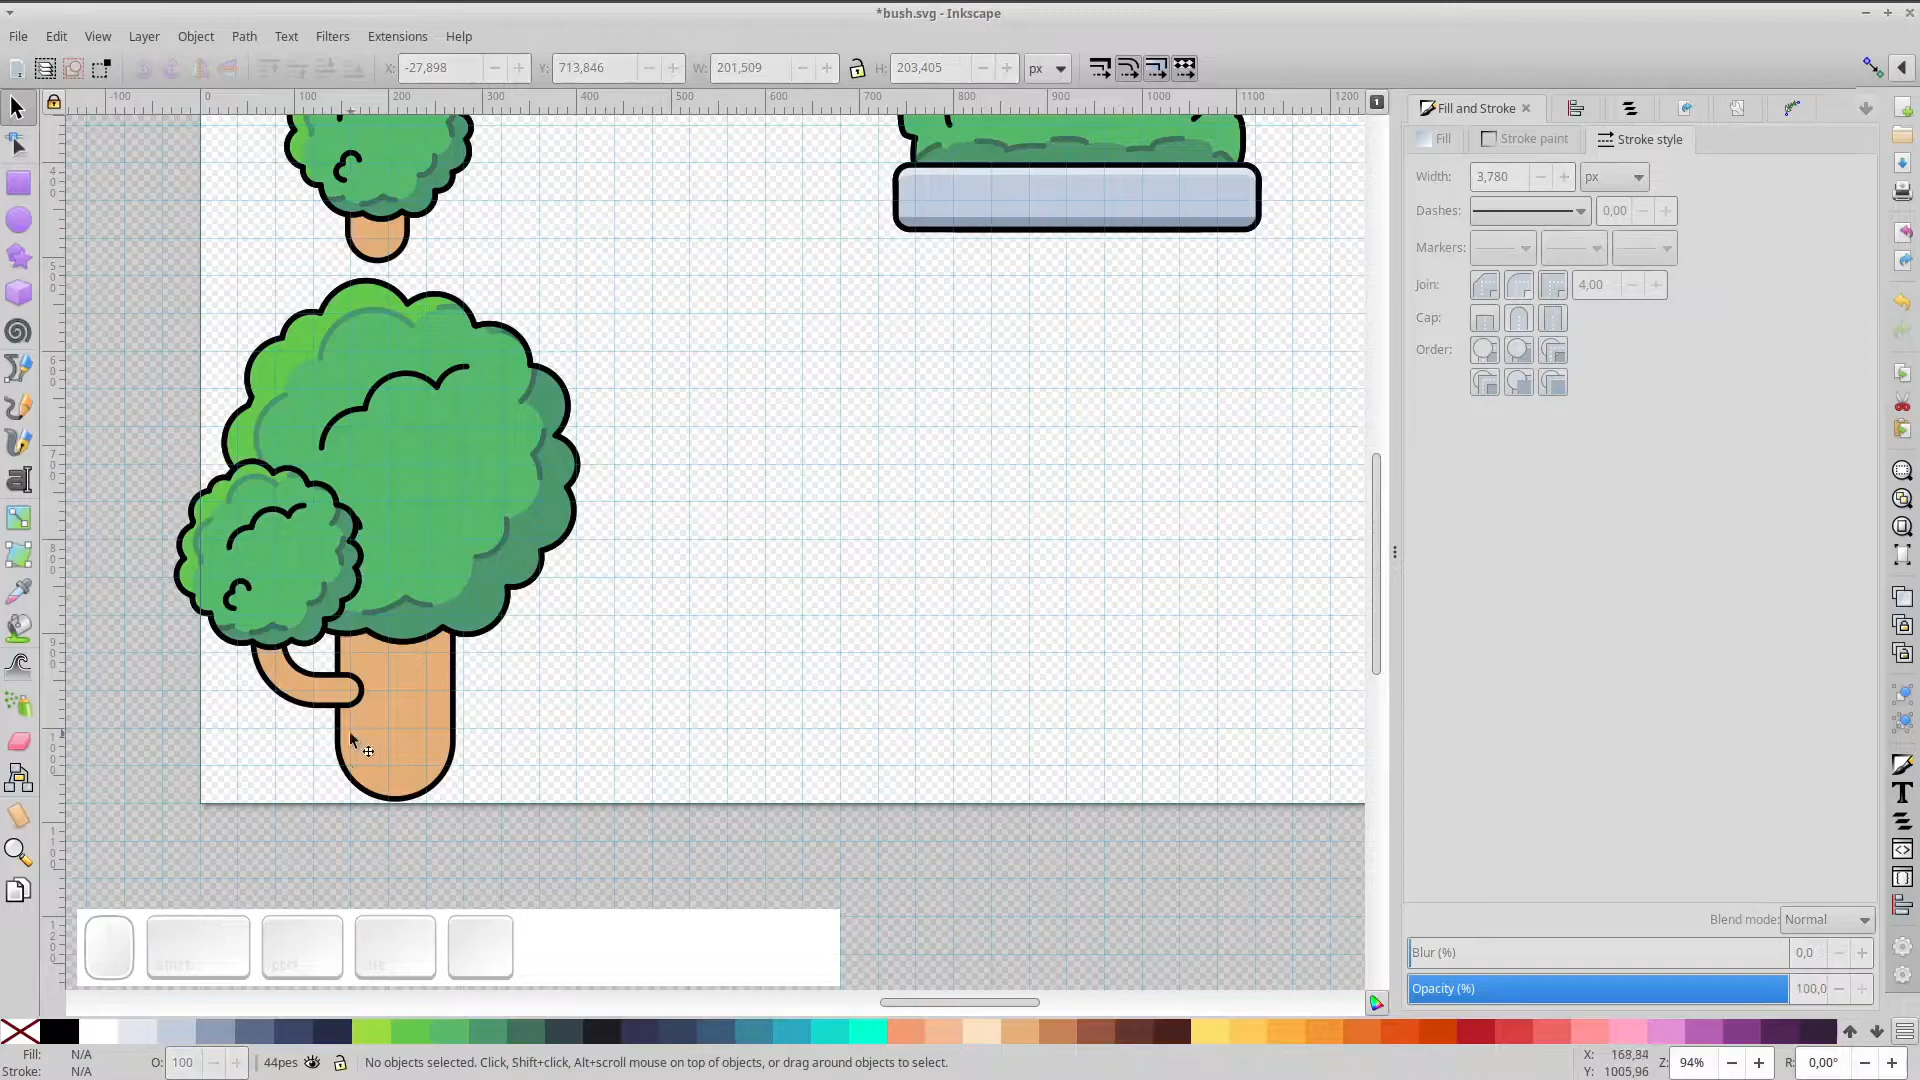 *bush.svg - Inkscape
File Edit View Layer Object Path Text Filters Extensions Help
X: -27,898 Y: 713,846 W: 201,509 H: 203,405 px
-100 0 100 200 300 400 500 600 700 800 900 1000 1100 1200
1
Fill and Stroke
Fill Stroke paint Stroke style
Width: 3,780 px
Dashes: 0,00
Markers:
Join: 4,00
Cap:
Order:
Blend mode: Normal
Blur (%) 0,0
Opacity (%) 100,0
shift ctrl alt
Fill: N/A
Stroke: N/A
O: 100
44pes
No objects selected. Click, Shift+click, Alt+scroll mouse on top of objects, or drag around objects to select.
X: 168,84
Y: 1005,96
Z: 94%
R: 0,00°